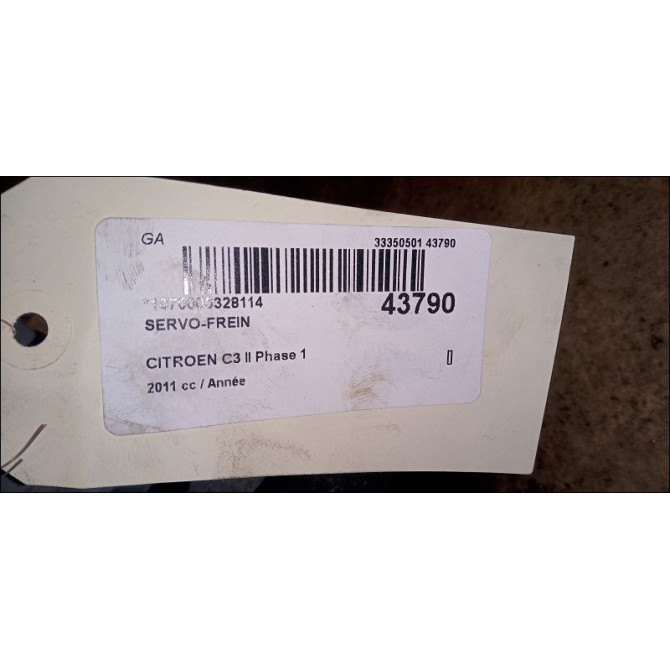 GA
33350501 43790
43790
SERVO-FREIN
CITROEN C3 II Phase 1
2011 cc / Année